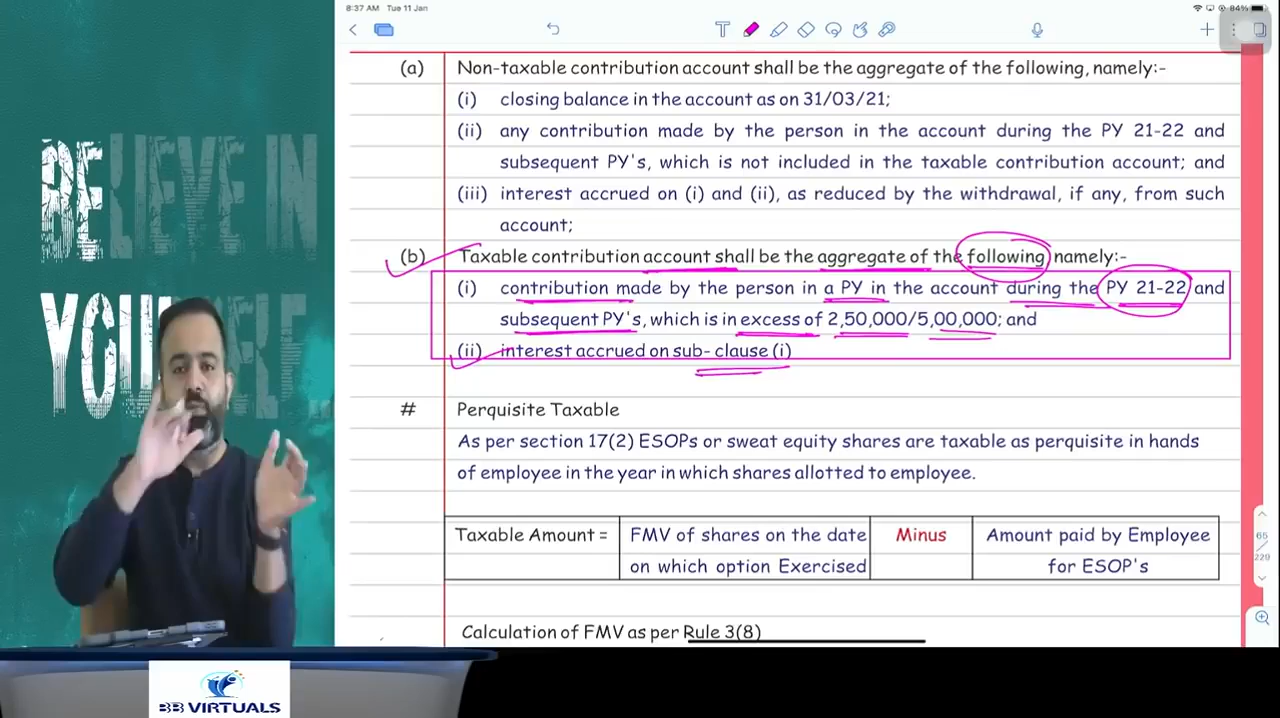 8:37 AM Tue 11 Jan
84%
(a) Non-taxable contribution account shall be the aggregate of the following, namely:-
(i) closing balance in the account as on 31/03/21;
(ii) any contribution made by the person in the account during the PY 21-22 and
subsequent PY's, which is not included in the taxable contribution account; and
(iii) interest accrued on (i) and (ii), as reduced by the withdrawal, if any, from such
account;
(b) Taxable contribution account shall be the aggregate of the following, namely:-
(i) contribution made by the person in a PY in the account during the PY 21-22 and
subsequent PY's, which is in excess of 2,50,000/5,00,000; and
(ii) interest accrued on sub- clause (i)
# Perquisite Taxable
As per section 17(2) ESOPs or sweat equity shares are taxable as perquisite in hands
of employee in the year in which shares allotted to employee.
Taxable Amount = FMV of shares on the date Minus Amount paid by Employee
on which option Exercised for ESOP's
Calculation of FMV as per Rule 3(8)
65
229
BELIEVE IN
BB VIRTUALS